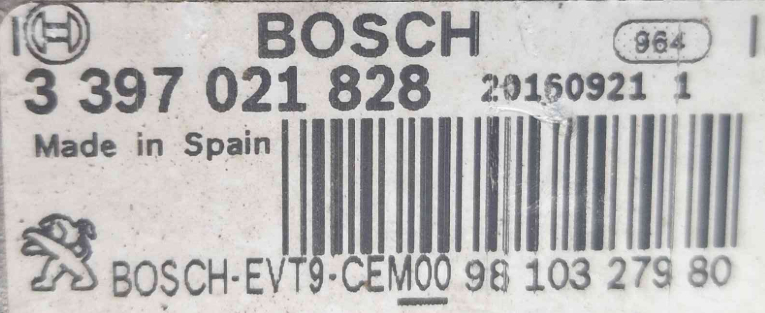 BOSCH 964
3 397 021 828 20160921 1
Made in Spain
BOSCH-EVT9-CEM00 98 103 279 80